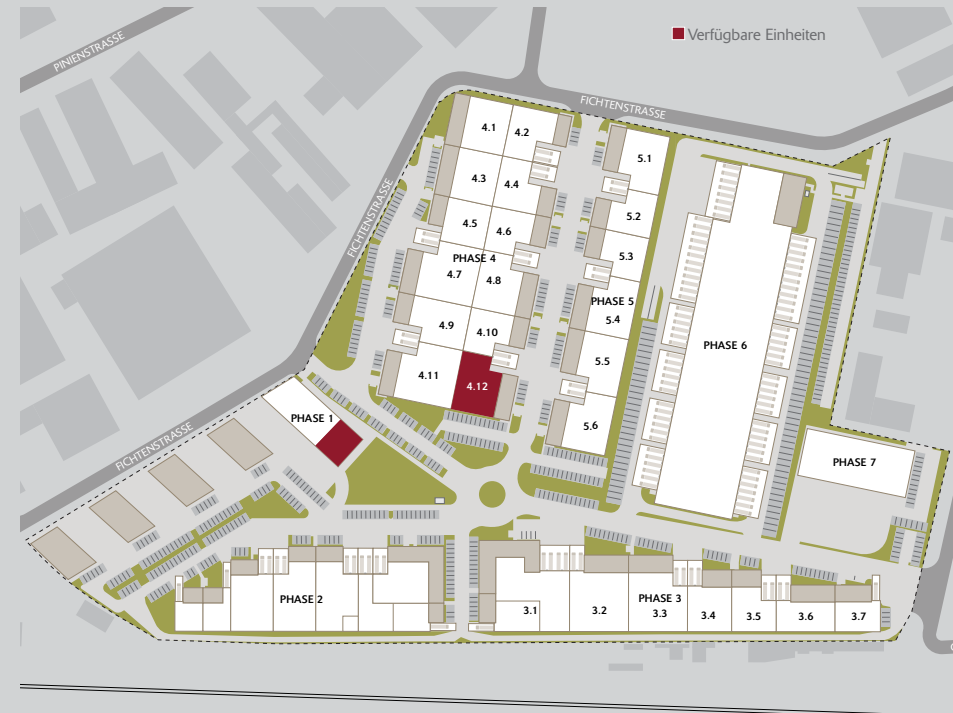 Verfügbare Einheiten
PINIENSTRASSE
FICHTENSTRASSE
4.1
4.2
5.1
4.3
4.4
FICHTENSTRASSE
4.5
4.6
5.2
PHASE 4
4.7
4.8
5.3
PHASE 5
5.4
4.9
4.10
PHASE 6
4.11
4.12
5.5
PHASE 1
5.6
FICHTENSTRASSE
PHASE 7
PHASE 2
3.1
3.2
PHASE 3
3.3
3.4
3.5
3.6
3.7